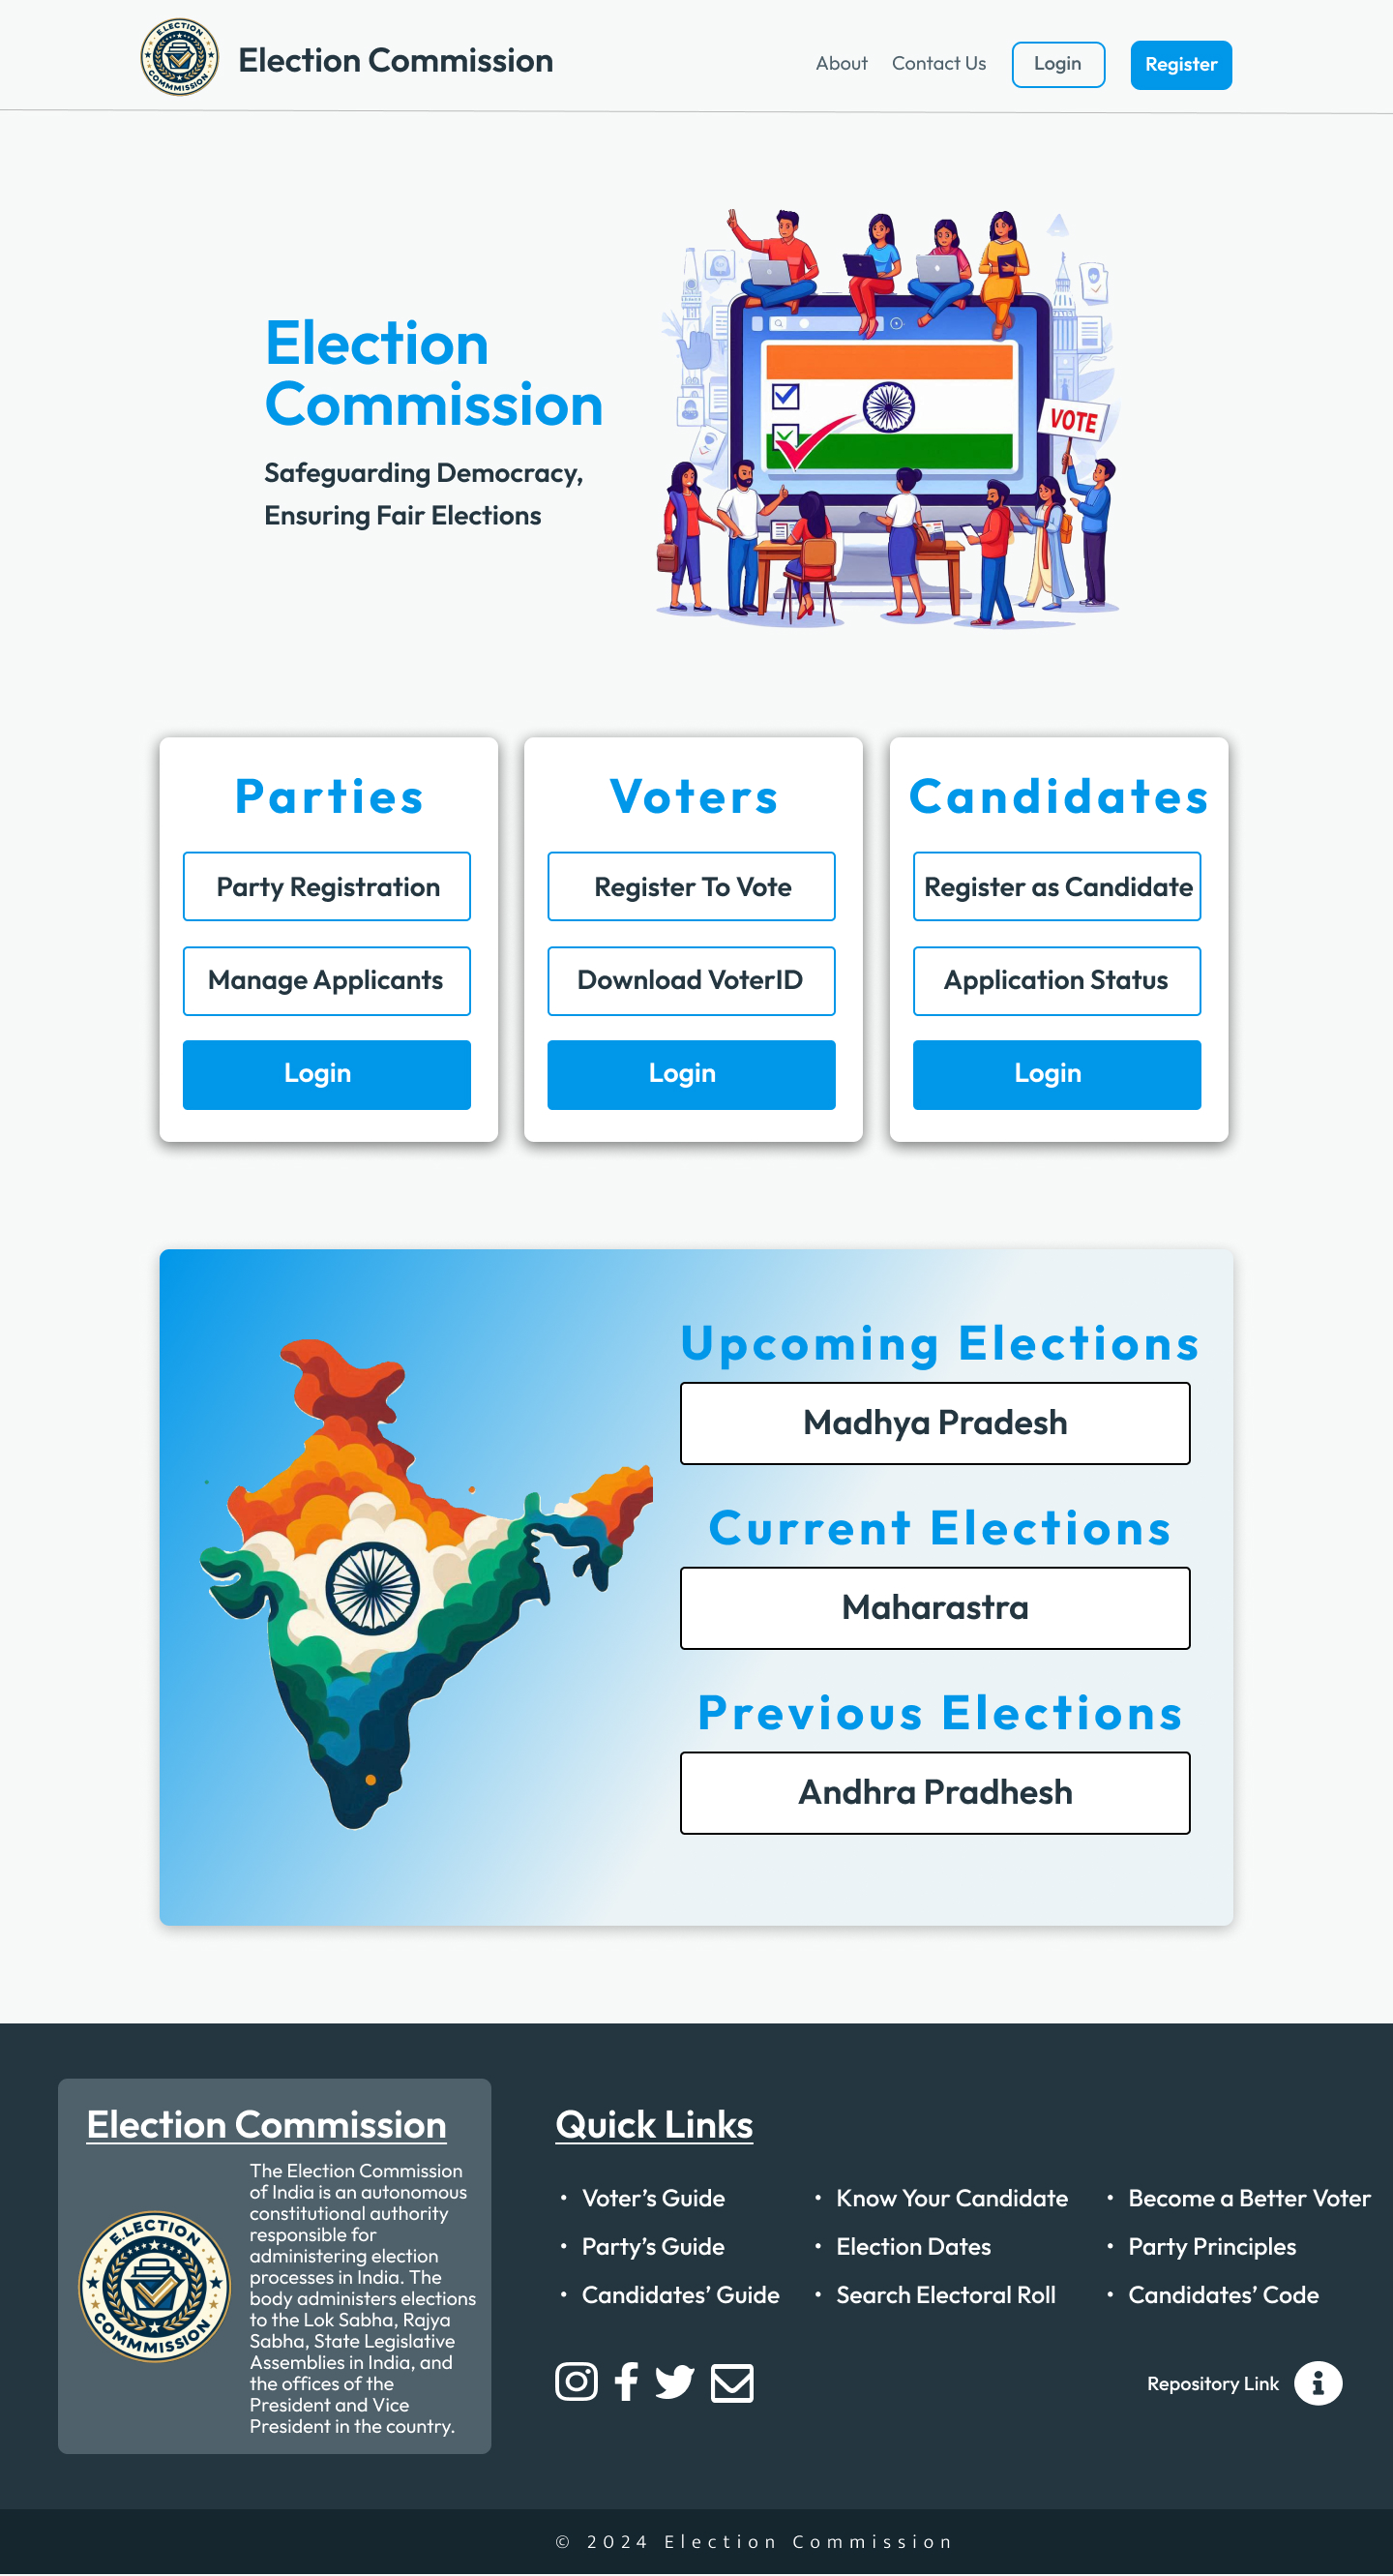 E.LECTION
COMMMISSION
Election Commission
About Contact Us Login Register
Election
Commission
Safeguarding Democracy,
Ensuring Fair Elections
VOTE
Parties
Party Registration
Manage Applicants
Login
Voters
Register To Vote
Download VoterID
Login
Candidates
Register as Candidate
Application Status
Login
Upcoming Elections
Madhya Pradesh
Current Elections
Maharastra
Previous Elections
Andhra Pradhesh
Election Commission
E.LECTION
COMMMISSION
The Election Commission
of India is an autonomous
constitutional authority
responsible for
administering election
processes in India. The
body administers elections
to the Lok Sabha, Rajya
Sabha, State Legislative
Assemblies in India, and
the offices of the
President and Vice
President in the country.
Quick Links
• Voter’s Guide
• Party’s Guide
• Candidates’ Guide
• Know Your Candidate
• Election Dates
• Search Electoral Roll
• Become a Better Voter
• Party Principles
• Candidates’ Code
Repository Link
© 2024 Election Commission